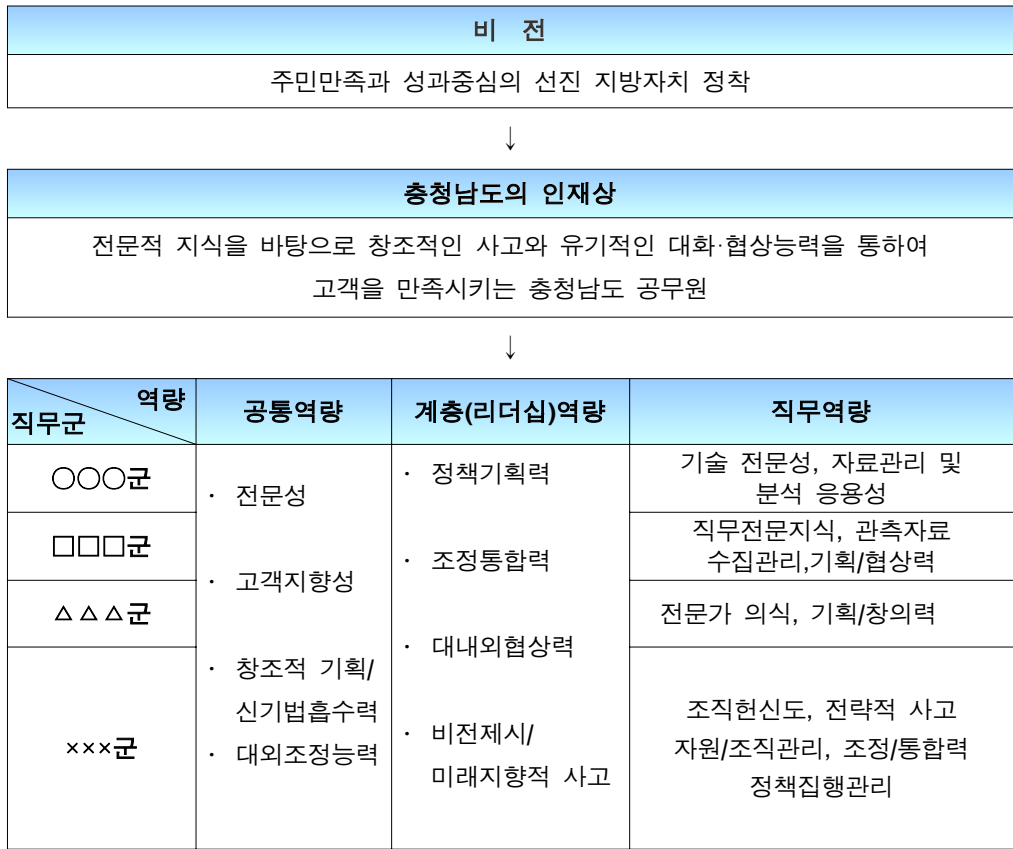 비 전
주민만족과 성과중심의 선진 지방자치 정착
↓
충청남도의 인재상
전문적 지식을 바탕으로 창조적인 사고와 유기적인 대화·협상능력을 통하여
고객을 만족시키는 충청남도 공무원
↓
역량
직무군
공통역량
계층(리더십)역량
직무역량
○○○군
· 전문성
· 고객지향성
· 창조적 기획/
신기법흡수력
· 대외조정능력
· 정책기획력
· 조정통합력
· 대내외협상력
· 비전제시/
미래지향적 사고
기술 전문성, 자료관리 및
분석 응용성
□□□군
직무전문지식, 관측자료
수집관리,기획/협상력
△△△군
전문가 의식, 기획/창의력
×××군
조직헌신도, 전략적 사고
자원/조직관리, 조정/통합력
정책집행관리